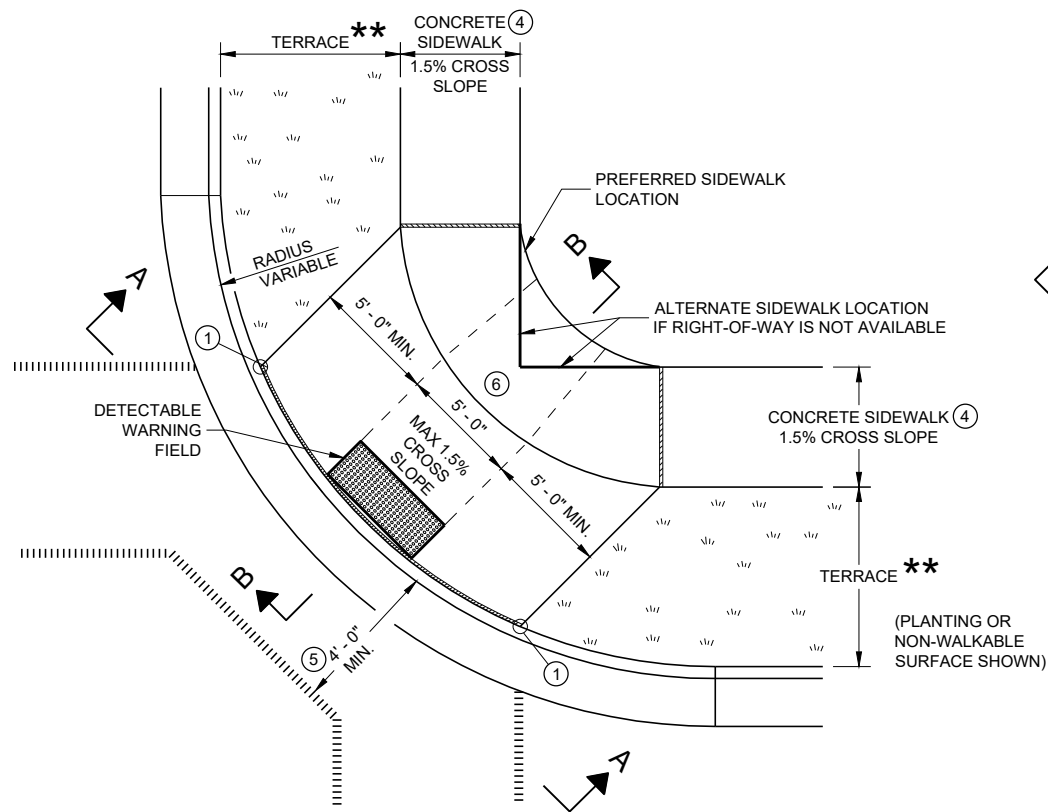 CONCRETE ④
SIDEWALK
1.5% CROSS
SLOPE
TERRACE **
PREFERRED SIDEWALK
LOCATION
B
RADIUS
VARIABLE
A
ALTERNATE SIDEWALK LOCATION
IF RIGHT-OF-WAY IS NOT AVAILABLE
①
5' - 0" MIN.
⑥
DETECTABLE
WARNING
FIELD
5' - 0"
MAX 1.5%
CROSS
SLOPE
CONCRETE SIDEWALK ④
1.5% CROSS SLOPE
5' - 0" MIN.
B
TERRACE **
(PLANTING OR
NON-WALKABLE
SURFACE SHOWN)
⑤ 4' - 0"
MIN.
①
A